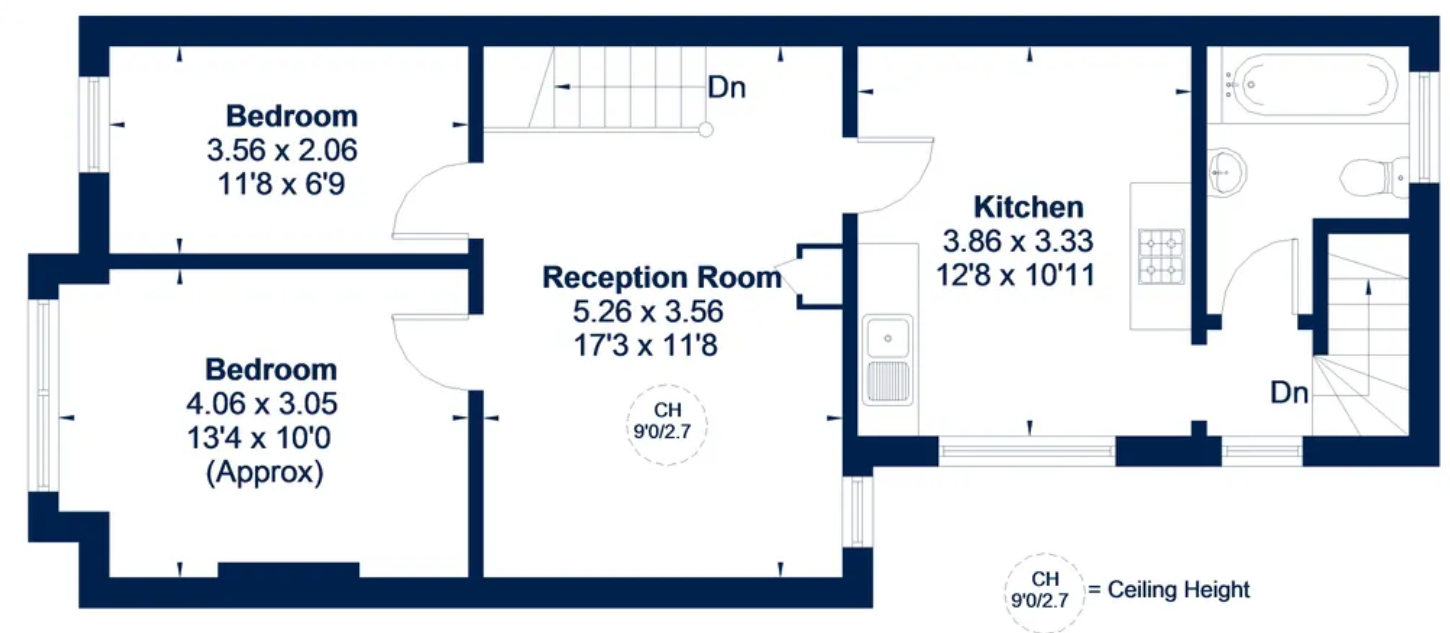 Bedroom
3.56 x 2.06
11'8 x 6'9
Dn
Kitchen
3.86 x 3.33
12'8 x 10'11
Reception Room
5.26 x 3.56
17'3 x 11'8
CH
9'0/2.7
Bedroom
4.06 x 3.05
13'4 x 10'0
(Approx)
Dn
CH
9'0/2.7
= Ceiling Height